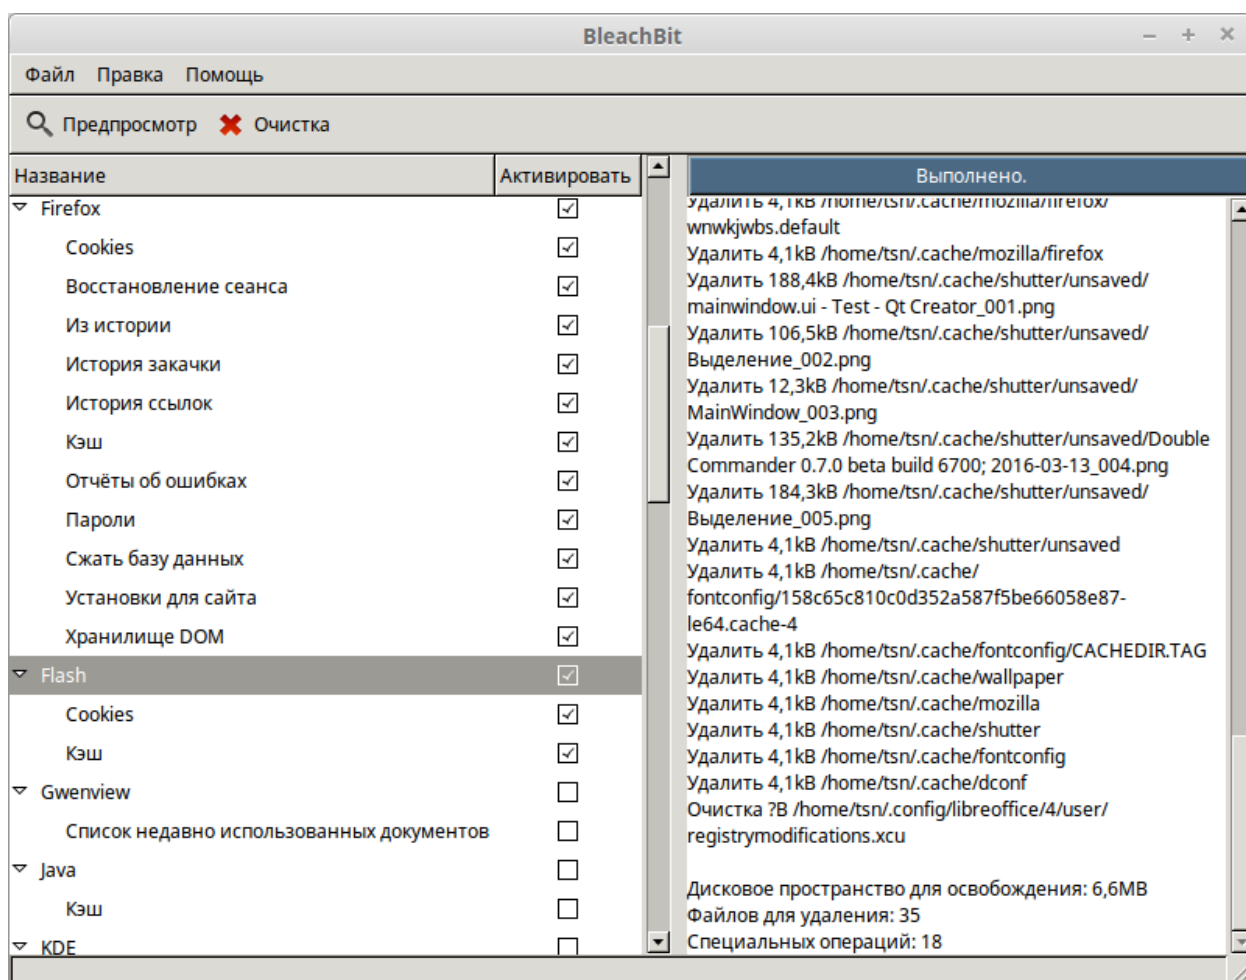 BleachBit
Файл Правка Помощь
Предпросмотр Очистка
Название Активировать
Firefox
Cookies
Восстановление сеанса
Из истории
История закачки
История ссылок
Кэш
Отчёты об ошибках
Пароли
Сжать базу данных
Установки для сайта
Хранилище DOM
Flash
Cookies
Кэш
Gwenview
Список недавно использованных документов
Java
Кэш
KDE
Выполнено.
Удалить 4,1kB /home/tsn/.cache/mozilla/firefox/
wnwkjwbs.default
Удалить 4,1kB /home/tsn/.cache/mozilla/firefox
Удалить 188,4kB /home/tsn/.cache/shutter/unsaved/
mainwindow.ui - Test - Qt Creator_001.png
Удалить 106,5kB /home/tsn/.cache/shutter/unsaved/
Выделение_002.png
Удалить 12,3kB /home/tsn/.cache/shutter/unsaved/
MainWindow_003.png
Удалить 135,2kB /home/tsn/.cache/shutter/unsaved/Double
Commander 0.7.0 beta build 6700; 2016-03-13_004.png
Удалить 184,3kB /home/tsn/.cache/shutter/unsaved/
Выделение_005.png
Удалить 4,1kB /home/tsn/.cache/shutter/unsaved
Удалить 4,1kB /home/tsn/.cache/
fontconfig/158c65c810c0d352a587f5be66058e87-
le64.cache-4
Удалить 4,1kB /home/tsn/.cache/fontconfig/CACHEDIR.TAG
Удалить 4,1kB /home/tsn/.cache/wallpaper
Удалить 4,1kB /home/tsn/.cache/mozilla
Удалить 4,1kB /home/tsn/.cache/shutter
Удалить 4,1kB /home/tsn/.cache/fontconfig
Удалить 4,1kB /home/tsn/.cache/dconf
Очистка ?B /home/tsn/.config/libreoffice/4/user/
registrymodifications.xcu
Дисковое пространство для освобождения: 6,6MB
Файлов для удаления: 35
Специальных операций: 18